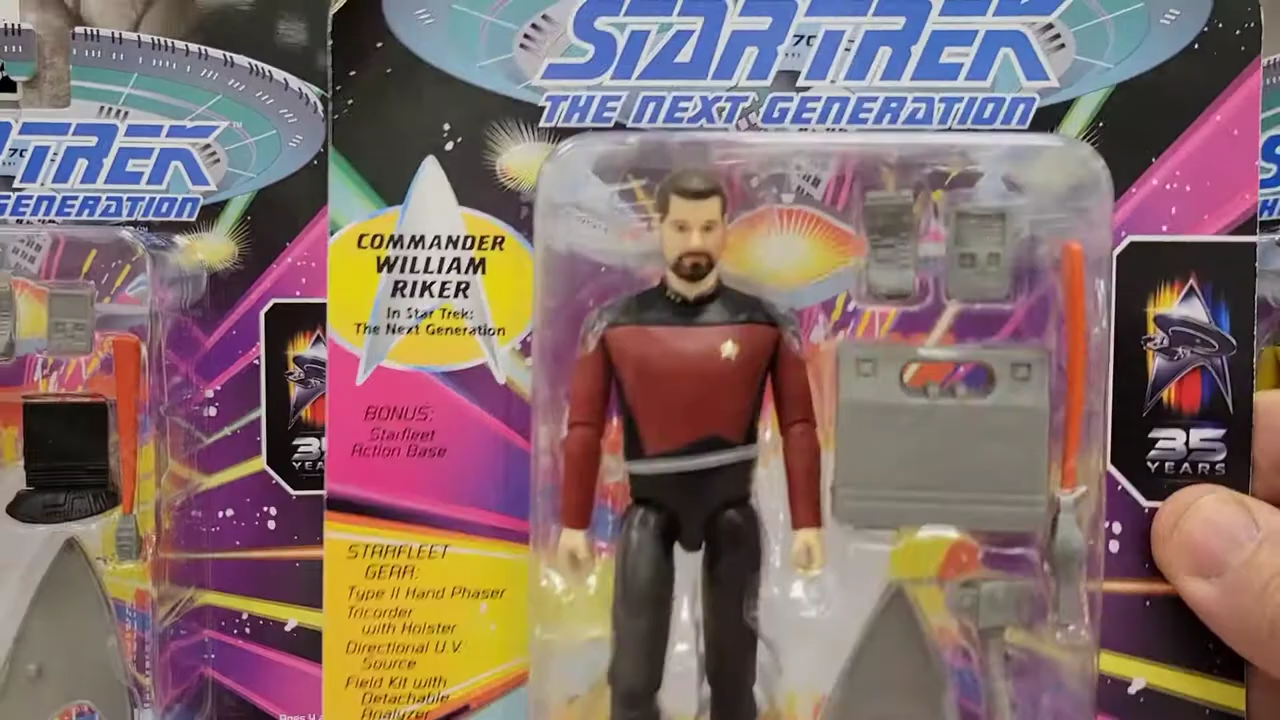 TREK
GENERATION
35
YEA
STAR TREK
THE NEXT GENERATION
COMMANDER
WILLIAM
RIKER
In Star Trek:
The Next Generation
BONUS:
Starfleet
Action Base
STARFLEET
GEAR:
Type II Hand Phaser
Tricorder
with Holster
Directional U.V.
Source
Field Kit with
Detachable
Analyzer
35
YEARS